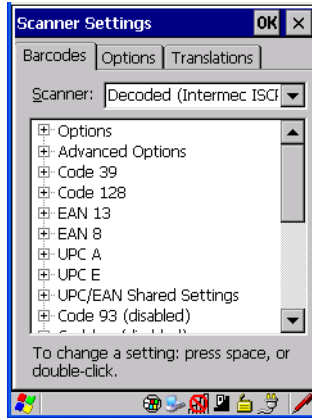 Scanner Settings OK ×
Barcodes Options Translations
Scanner: Decoded (Intermec ISCP
Options
Advanced Options
Code 39
Code 128
EAN 13
EAN 8
UPC A
UPC E
UPC/EAN Shared Settings
Code 93 (disabled)
To change a setting: press space, or
double-click.